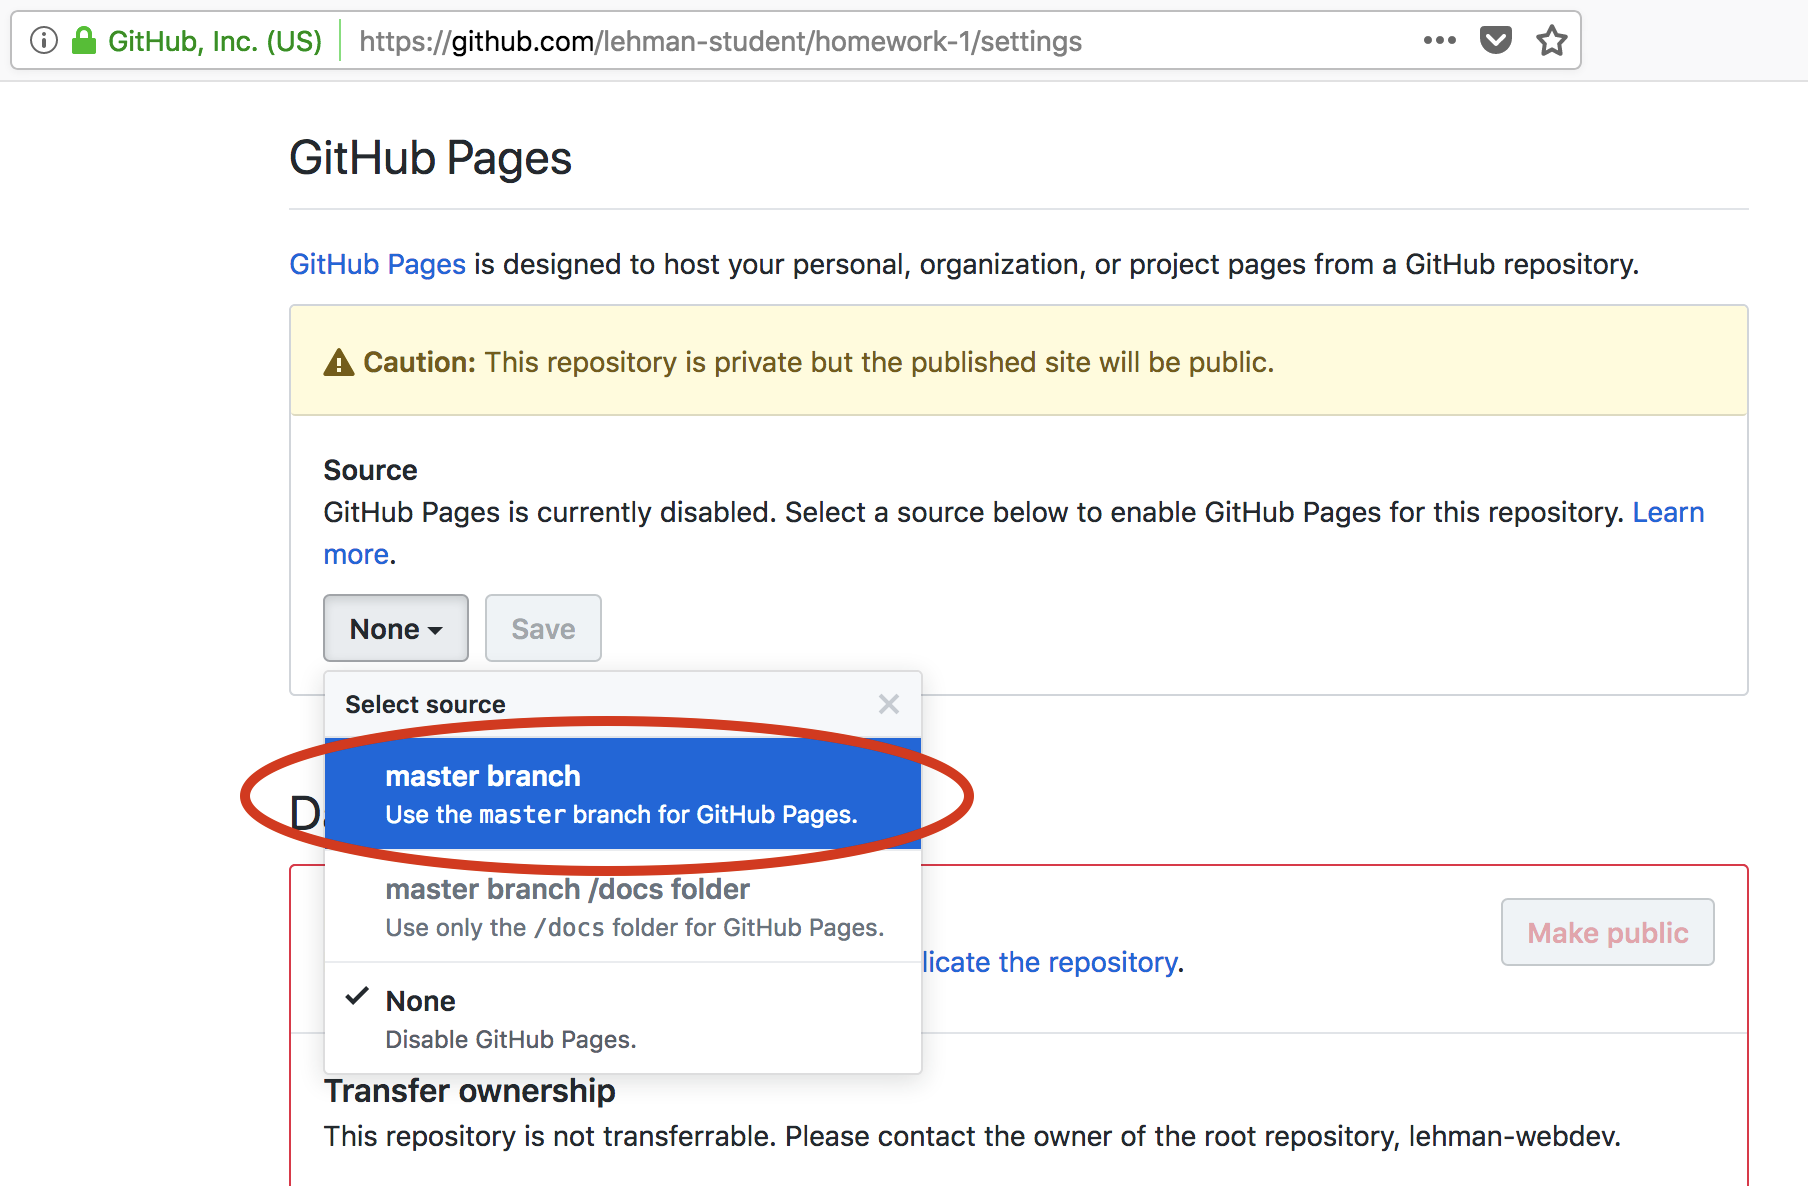 GitHub, Inc. (US)
https://github.com/lehman-student/homework-1/settings
GitHub Pages
GitHub Pages is designed to host your personal, organization, or project pages from a GitHub repository.
Caution: This repository is private but the published site will be public.
Source
GitHub Pages is currently disabled. Select a source below to enable GitHub Pages for this repository. Learn
more.
None
Save
Select source
master branch
Use the master branch for GitHub Pages.
master branch /docs folder
Use only the /docs folder for GitHub Pages.
Make public
licate the repository.
None
Disable GitHub Pages.
Transfer ownership
This repository is not transferrable. Please contact the owner of the root repository, lehman-webdev.